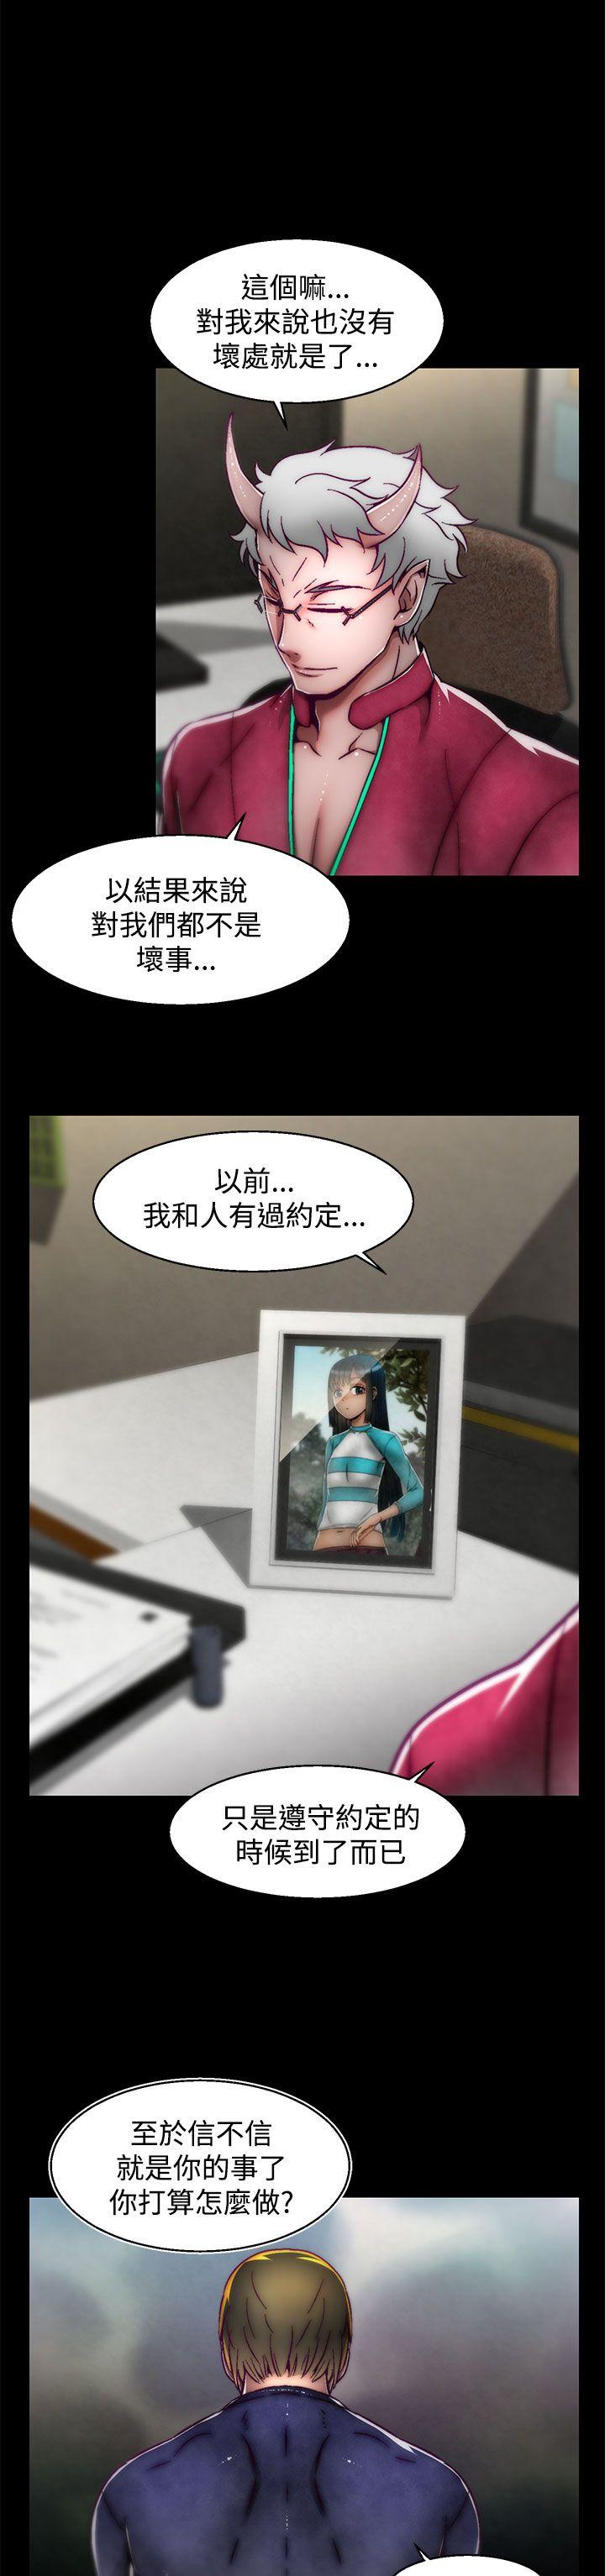 這個嘛...
對我來說也沒有
壞處就是了...
以結果來說
對我們都不是
壞事...
以前...
我和人有過約定...
只是遵守約定的
時候到了而已
至於信不信
就是你的事了
你打算怎麼做?